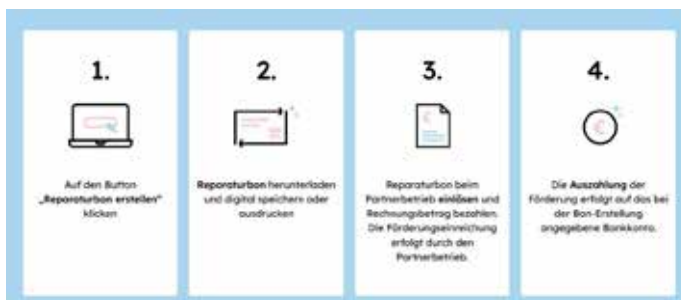 1.
Auf den Button
„Reparaturbon erstellen“
klicken
2.
Reparaturbon herunterladen
und digital speichern oder
ausdrucken
3.
€
Reparaturbon beim
Partnerbetrieb einlösen und
Rechnungsbetrag bezahlen.
Die Förderungseinreichung
erfolgt durch den
Partnerbetrieb.
4.
€
Die Auszahlung der
Förderung erfolgt auf das bei
der Bon-Erstellung
angegebene Bankkonto.